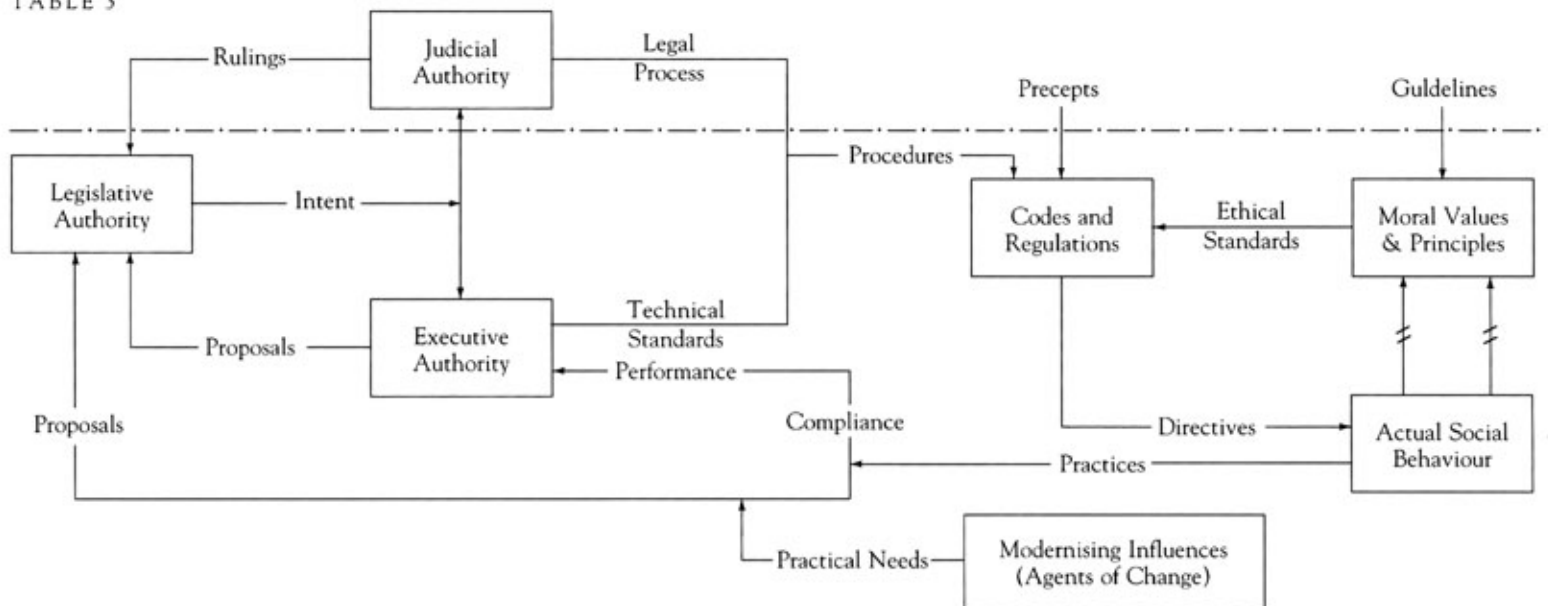 TABLE 5
Judicial
Authority
Rulings
Legal
Process
Precepts
Guldelines
Legislative
Authority
Intent
Procedures
Codes and
Regulations
Ethical
Standards
Moral Values
& Principles
Executive
Authority
Technical
Standards
Proposals
Performance
Proposals
Compliance
Directives
Actual Social
Behaviour
Practices
Practical Needs
Modernising Influences
(Agents of Change)